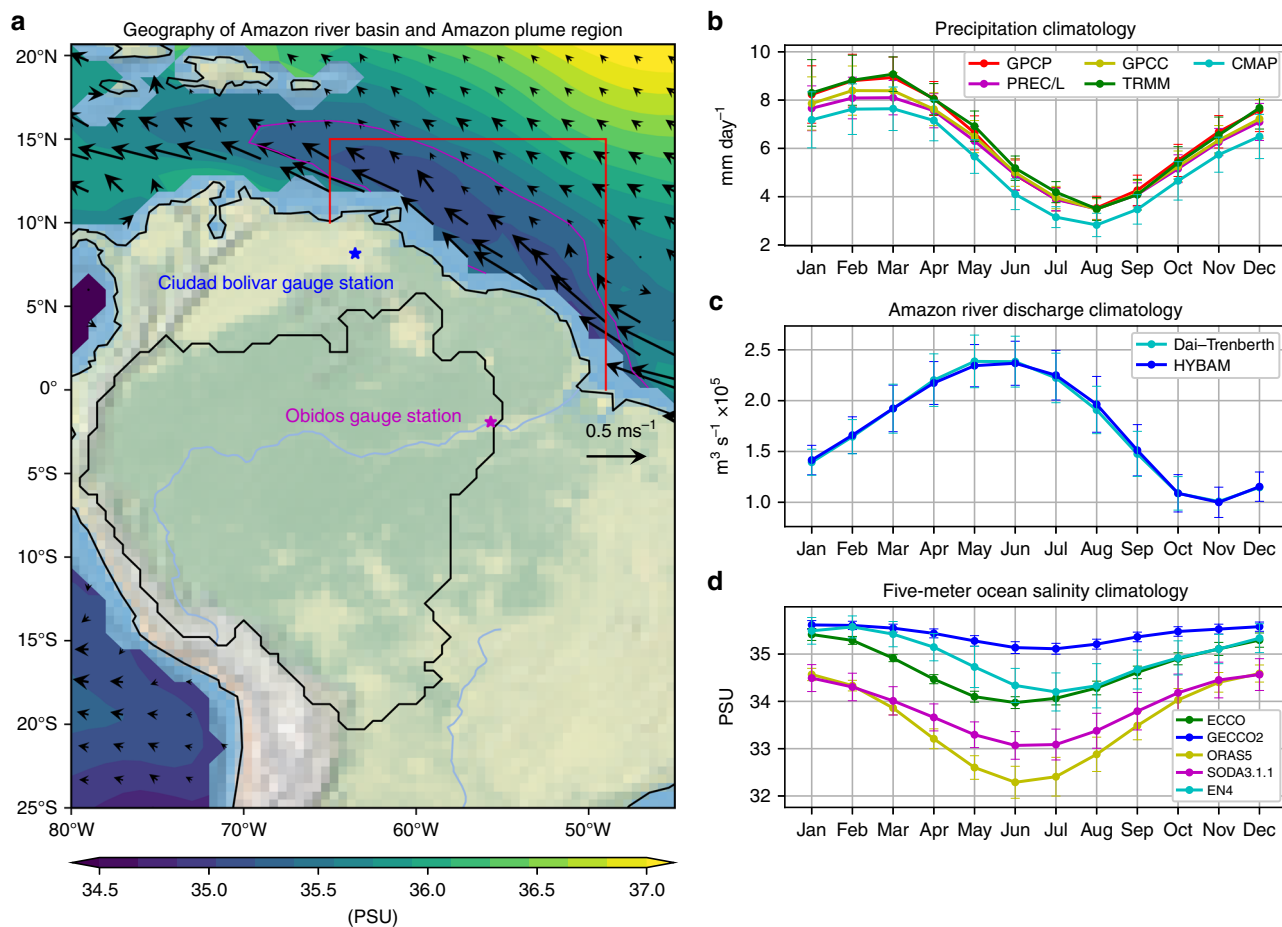 a
Geography of Amazon river basin and Amazon plume region
20°N
15°N
10°N
5°N
0°
5°S
10°S
15°S
20°S
25°S
80°W 70°W 60°W 50°W
Ciudad bolivar gauge station
Obidos gauge station
0.5 ms−1
34.5 35.0 35.5 36.0 36.5 37.0
(PSU)
b
Precipitation climatology
GPCP GPCC CMAP
PREC/L TRMM
mm day−1
10
8
6
4
2
Jan Feb Mar Apr May Jun Jul Aug Sep Oct Nov Dec
c
Amazon river discharge climatology
Dai–Trenberth
HYBAM
m3 s−1 ×105
2.5
2.0
1.5
1.0
Jan Feb Mar Apr May Jun Jul Aug Sep Oct Nov Dec
d
Five-meter ocean salinity climatology
PSU
35
34
33
32
ECCO
GECCO2
ORAS5
SODA3.1.1
EN4
Jan Feb Mar Apr May Jun Jul Aug Sep Oct Nov Dec